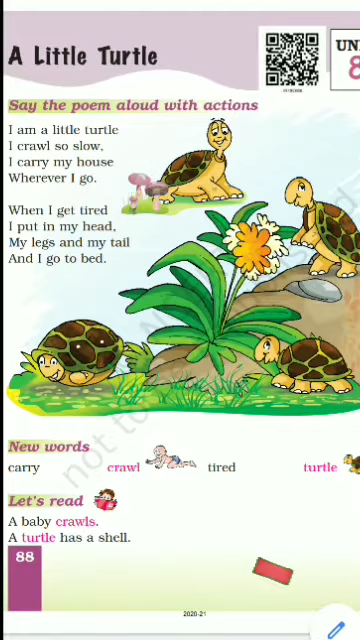 A Little Turtle
UNI
8
Say the poem aloud with actions
I am a little turtle
I crawl so slow,
I carry my house
Wherever I go.
When I get tired
I put in my head,
My legs and my tail
And I go to bed.
New words
carry crawl tired turtle
Let's read
A baby crawls.
A turtle has a shell.
88
2020-21